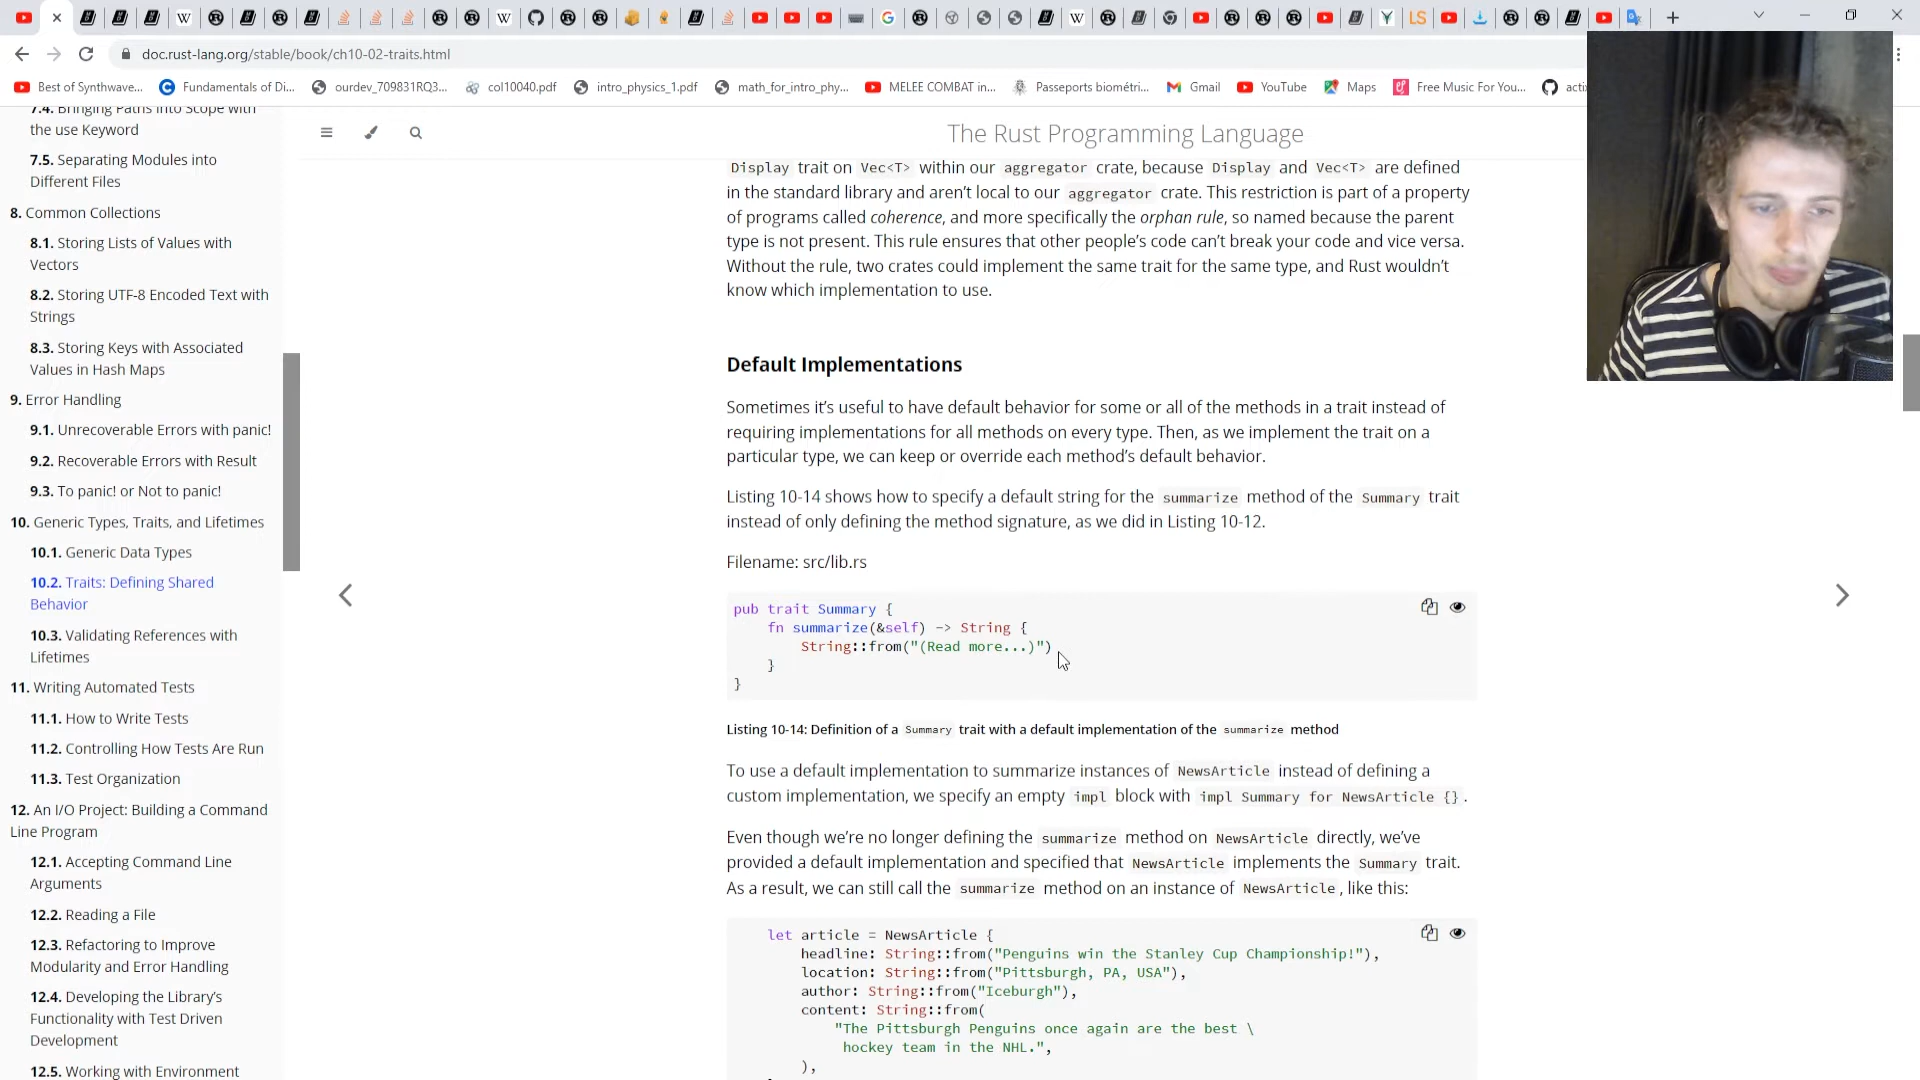 doc.rust-lang.org/stable/book/ch10-02-traits.html
Best of Synthwave...
Fundamentals of Di...
ourdev_709831RQ3...
col10040.pdf
intro_physics_1.pdf
math_for_intro_phy...
MELEE COMBAT in...
Passeports biométri...
Gmail
YouTube
Maps
Free Music For You...
7.4. Bringing Paths into Scope with
the use Keyword
7.5. Separating Modules into
Different Files
8. Common Collections
8.1. Storing Lists of Values with
Vectors
8.2. Storing UTF-8 Encoded Text with
Strings
8.3. Storing Keys with Associated
Values in Hash Maps
9. Error Handling
9.1. Unrecoverable Errors with panic!
9.2. Recoverable Errors with Result
9.3. To panic! or Not to panic!
10. Generic Types, Traits, and Lifetimes
10.1. Generic Data Types
10.2. Traits: Defining Shared
Behavior
10.3. Validating References with
Lifetimes
11. Writing Automated Tests
11.1. How to Write Tests
11.2. Controlling How Tests Are Run
11.3. Test Organization
12. An I/O Project: Building a Command
Line Program
12.1. Accepting Command Line
Arguments
12.2. Reading a File
12.3. Refactoring to Improve
Modularity and Error Handling
12.4. Developing the Library's
Functionality with Test Driven
Development
12.5. Working with Environment
The Rust Programming Language
Display trait on Vec<T> within our aggregator crate, because Display and Vec<T> are defined
in the standard library and aren't local to our aggregator crate. This restriction is part of a property
of programs called coherence, and more specifically the orphan rule, so named because the parent
type is not present. This rule ensures that other people's code can't break your code and vice versa.
Without the rule, two crates could implement the same trait for the same type, and Rust wouldn't
know which implementation to use.
Default Implementations
Sometimes it's useful to have default behavior for some or all of the methods in a trait instead of
requiring implementations for all methods on every type. Then, as we implement the trait on a
particular type, we can keep or override each method's default behavior.
Listing 10-14 shows how to specify a default string for the summarize method of the Summary trait
instead of only defining the method signature, as we did in Listing 10-12.
Filename: src/lib.rs
pub trait Summary {
fn summarize(&self) -> String {
String::from("(Read more...)")
}
}
Listing 10-14: Definition of a Summary trait with a default implementation of the summarize method
To use a default implementation to summarize instances of NewsArticle instead of defining a
custom implementation, we specify an empty impl block with impl Summary for NewsArticle {}.
Even though we're no longer defining the summarize method on NewsArticle directly, we've
provided a default implementation and specified that NewsArticle implements the Summary trait.
As a result, we can still call the summarize method on an instance of NewsArticle, like this:
let article = NewsArticle {
headline: String::from("Penguins win the Stanley Cup Championship!"),
location: String::from("Pittsburgh, PA, USA"),
author: String::from("Iceburgh"),
content: String::from(
"The Pittsburgh Penguins once again are the best \
hockey team in the NHL.",
),